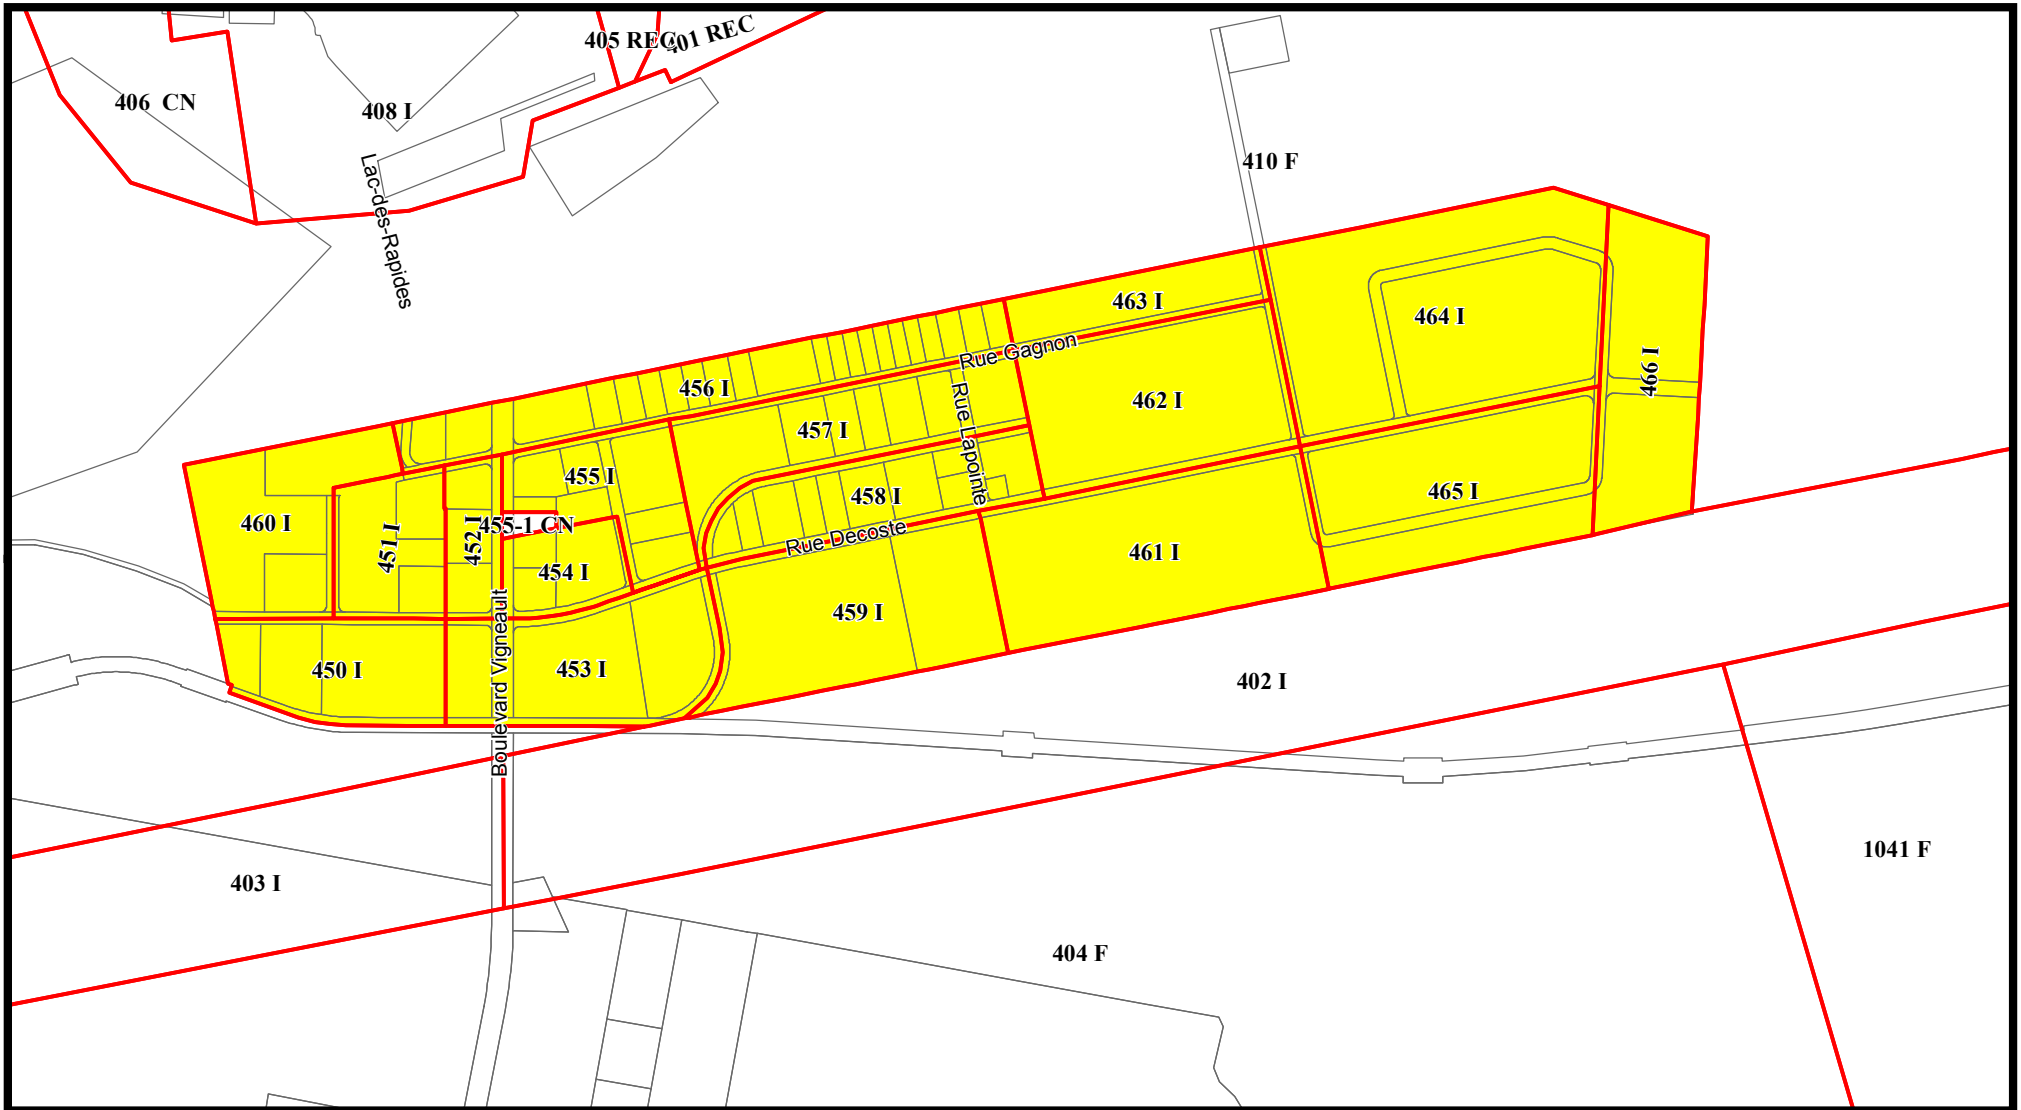 405 REC
401 REC
406 CN
408 I
410 F
Lac-des-Rapides
463 I
464 I
466 I
Rue Gagnon
456 I
462 I
457 I
Rue Lapointe
455 I
458 I
465 I
460 I
451 I
452 I
455-1 CN
Rue Decoste
461 I
454 I
459 I
450 I
453 I
Boulevard Vigneault
402 I
403 I
1041 F
404 F